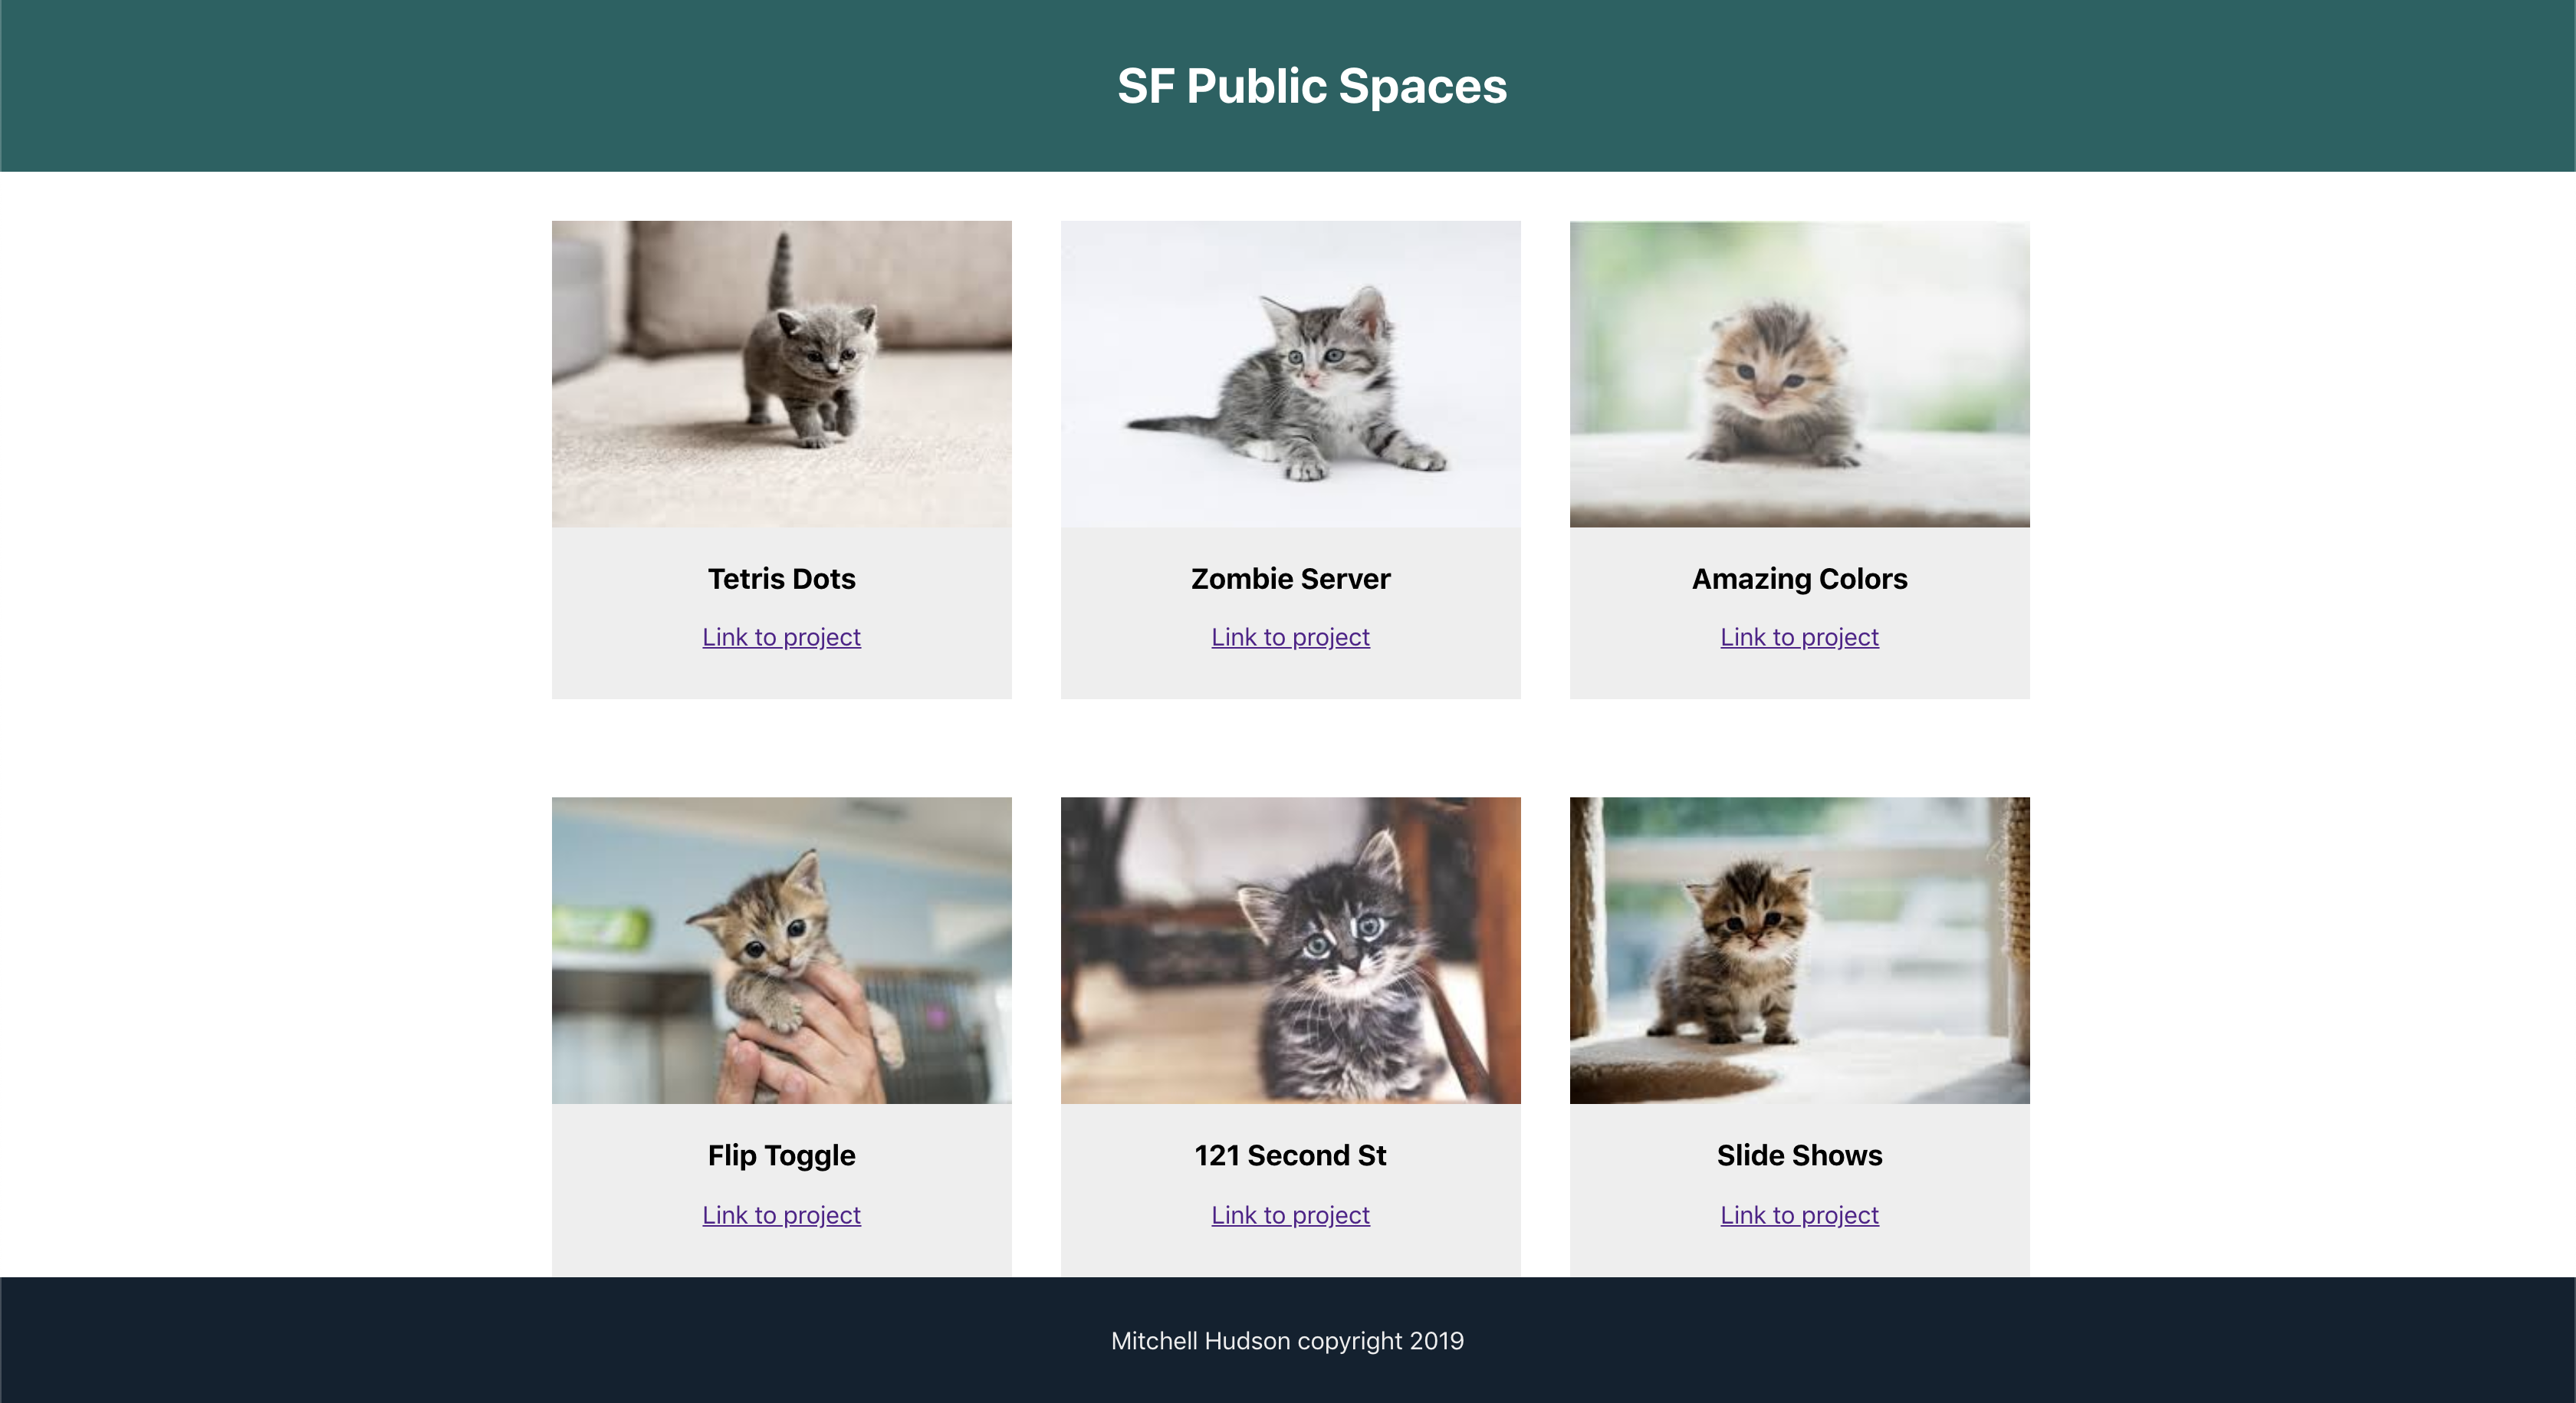 SF Public Spaces
Tetris Dots
Link to project
Zombie Server
Link to project
Amazing Colors
Link to project
Flip Toggle
Link to project
121 Second St
Link to project
Slide Shows
Link to project
Mitchell Hudson copyright 2019